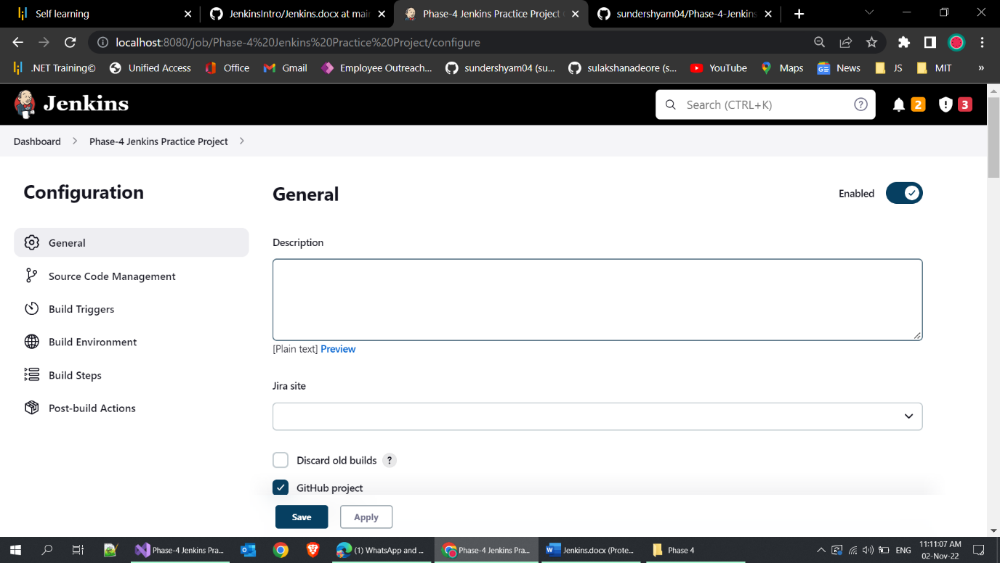 Self learning
JenkinsIntro/Jenkins.docx at mair
Phase-4 Jenkins Practice Project
sundershyam04/Phase-4-Jenkins
localhost:8080/job/Phase-4%20Jenkins%20Practice%20Project/configure
.NET Training© Unified Access Office Gmail Employee Outreach... sundershyam04 (su... sulakshanadeore (s... YouTube Maps News JS MIT »
Jenkins
Search (CTRL+K)
2
3
Dashboard > Phase-4 Jenkins Practice Project >
Configuration
General
Source Code Management
Build Triggers
Build Environment
Build Steps
Post-build Actions
General
Enabled
Description
[Plain text] Preview
Jira site
Discard old builds ?
GitHub project
Save
Apply
Phase-4 Jenkins Pra...
(1) WhatsApp and ...
Phase-4 Jenkins Pra...
Jenkins.docx (Prote...
Phase 4
ENG
11:11:07 AM
02-Nov-22